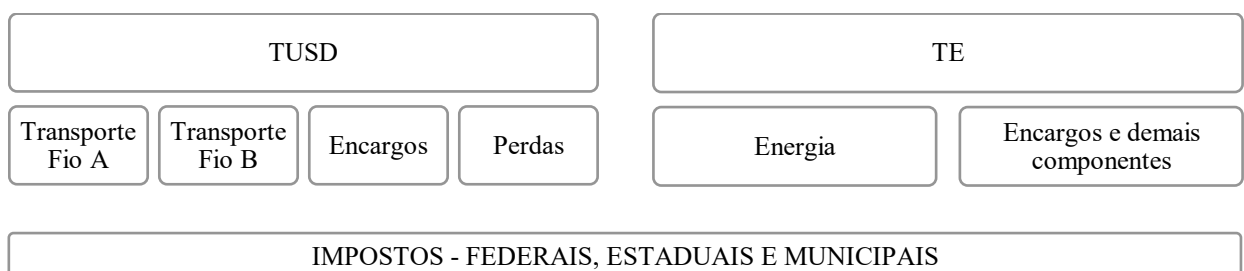 TUSD
TE
Transporte
Fio A
Transporte
Fio B
Encargos
Perdas
Energia
Encargos e demais
componentes
IMPOSTOS - FEDERAIS, ESTADUAIS E MUNICIPAIS